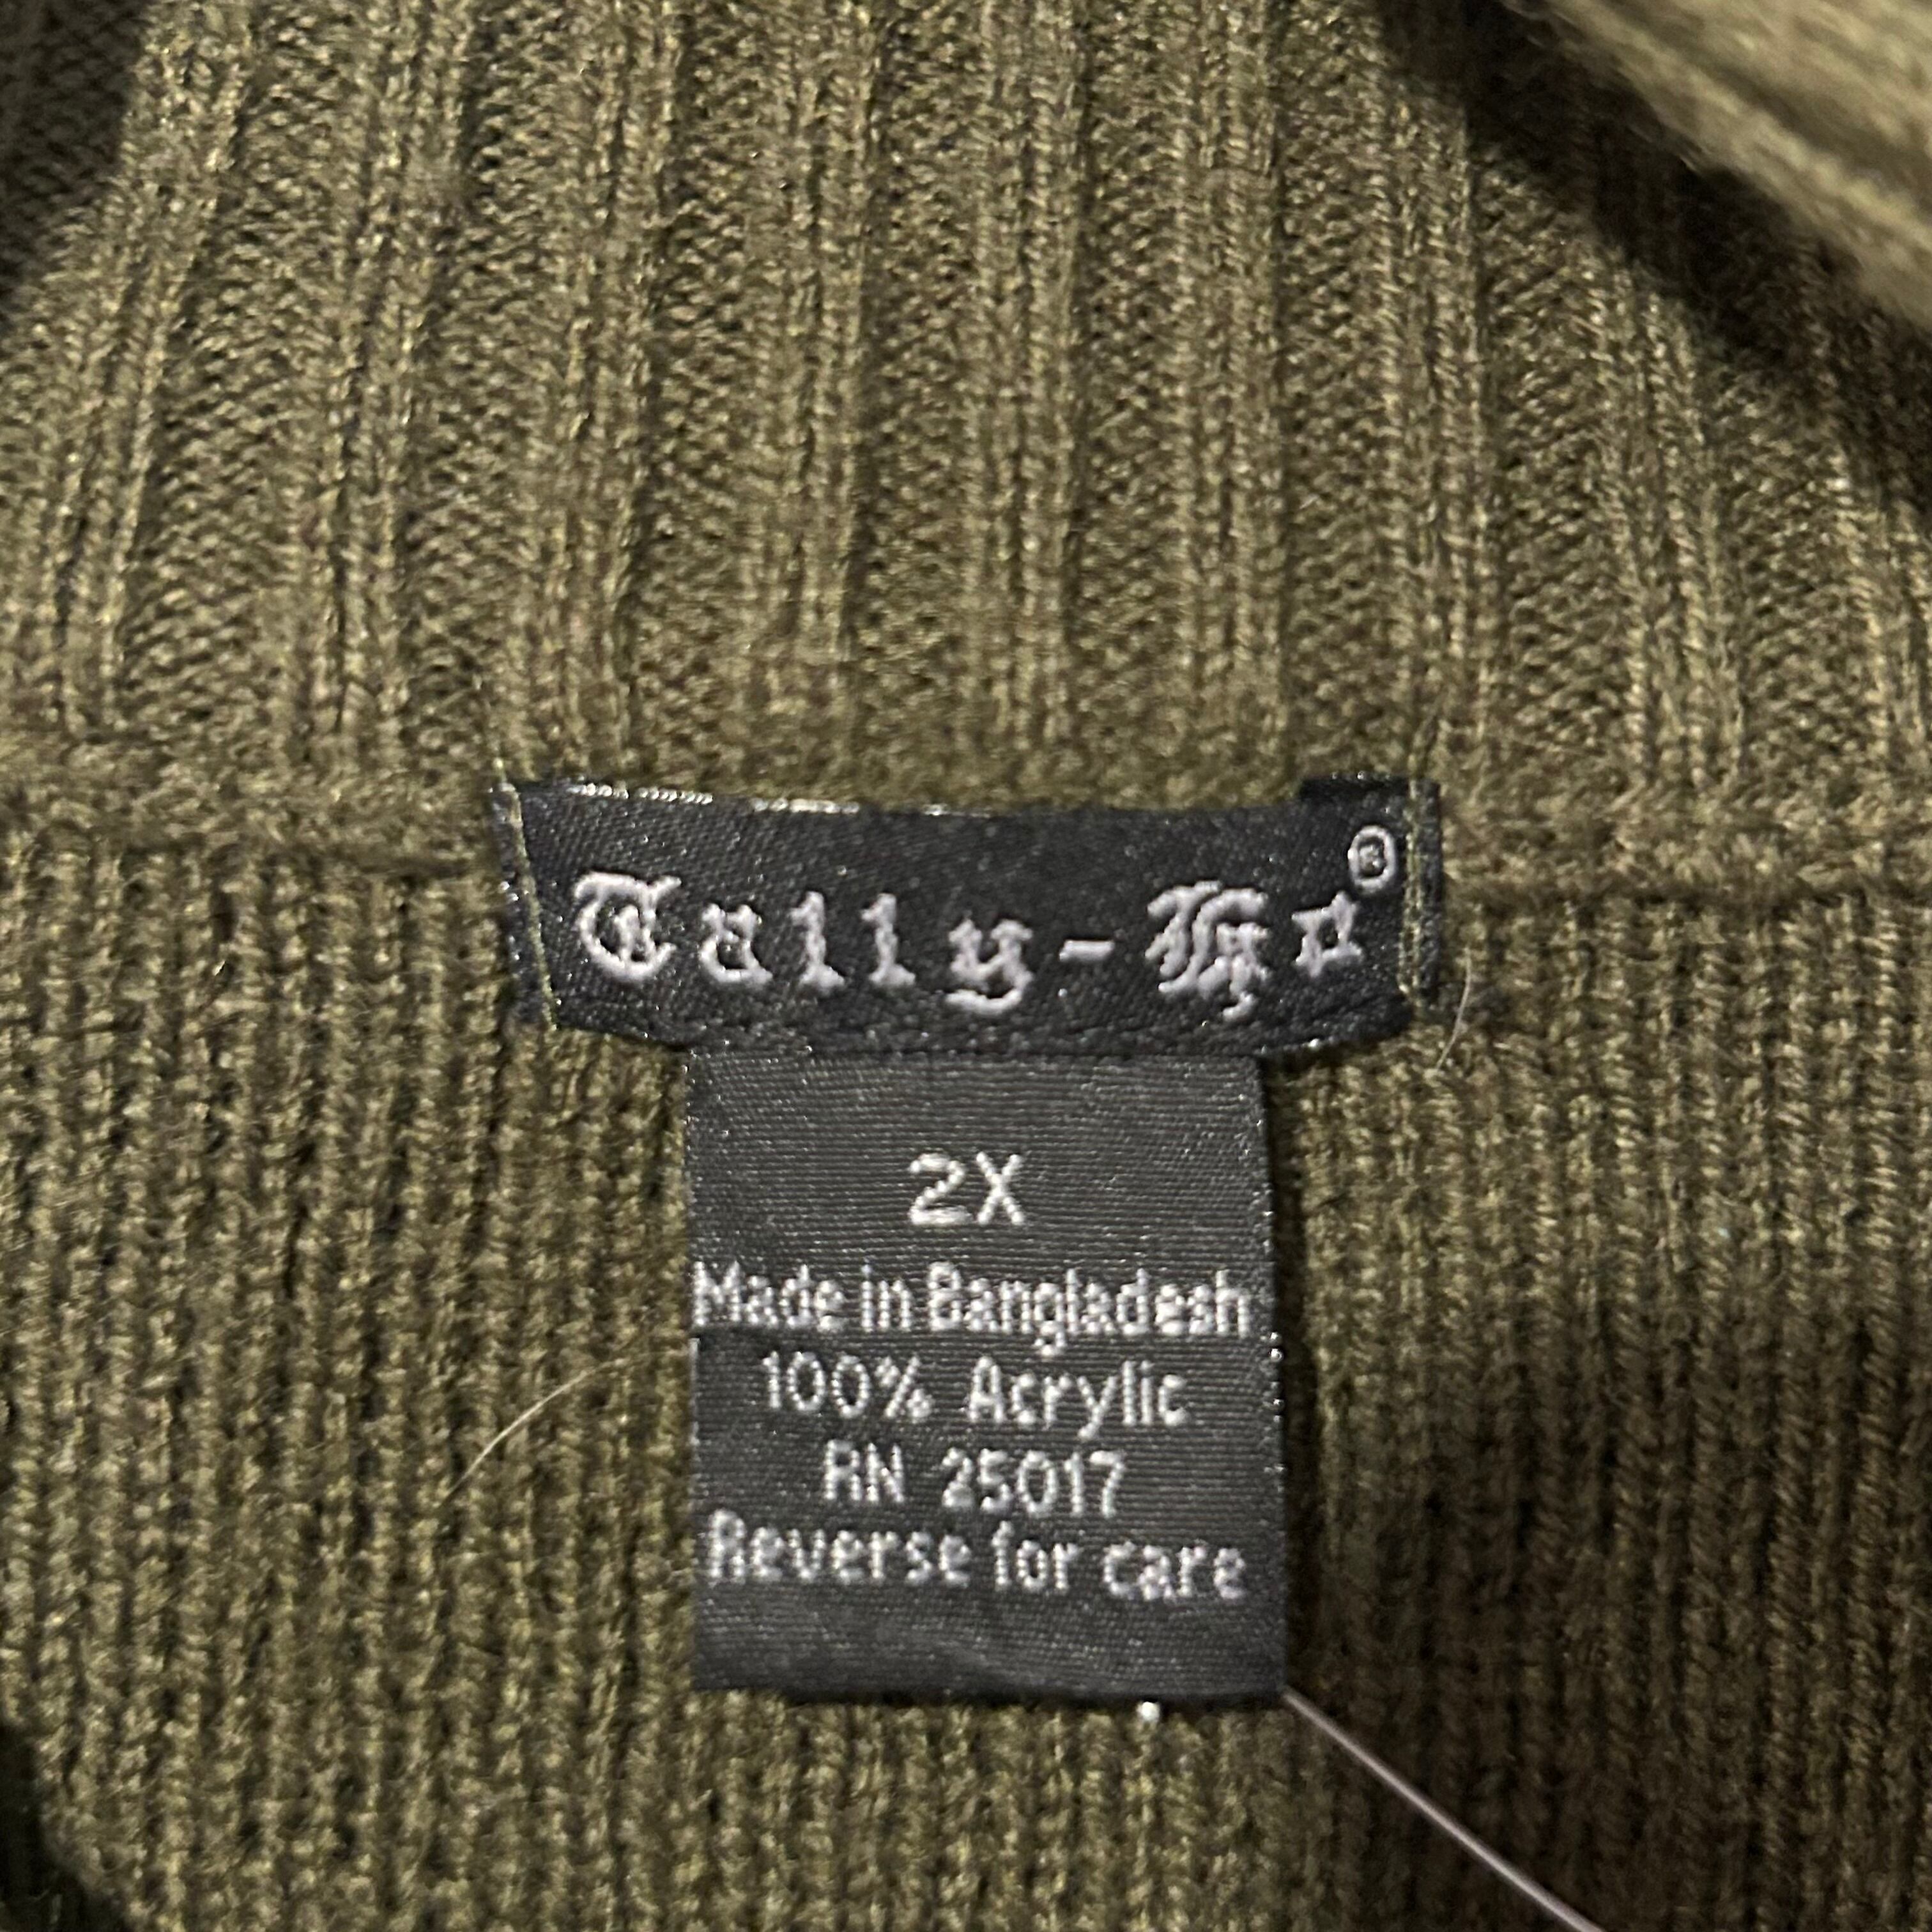 Tally-Ho®
2X
Made in Bangladesh
100% Acrylic
RN 25017
Reverse for care